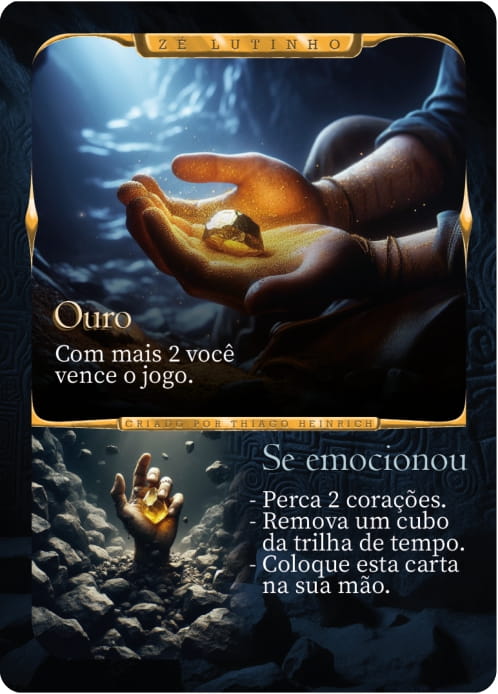 ZÉ LUTINHO
Ouro
Com mais 2 você
vence o jogo.
CRIADO POR THIAGO HEINRICH
Se emocionou
- Perca 2 corações.
- Remova um cubo
da trilha de tempo.
- Coloque esta carta
na sua mão.